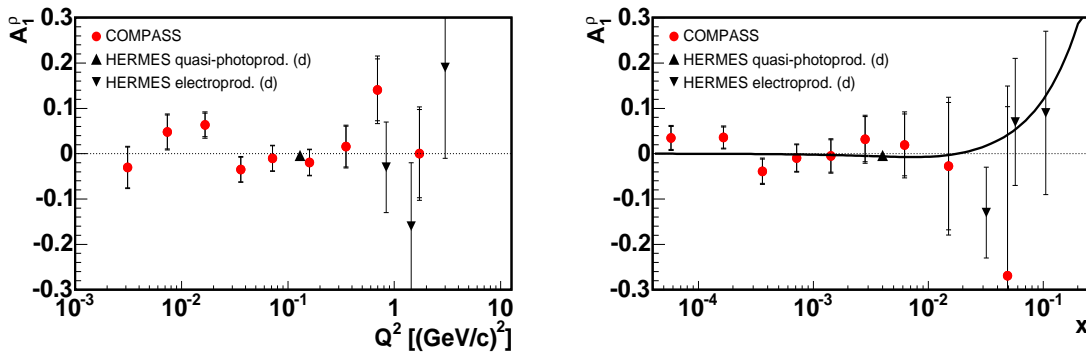 A₁^ρ
0.3
0.2
0.1
0
-0.1
-0.2
-0.3
COMPASS
HERMES quasi-photoprod. (d)
HERMES electroprod. (d)
10⁻³
10⁻²
10⁻¹
1
10
Q² [(GeV/c)²]
A₁^ρ
0.3
0.2
0.1
0
-0.1
-0.2
-0.3
COMPASS
HERMES quasi-photoprod. (d)
HERMES electroprod. (d)
10⁻⁴
10⁻³
10⁻²
10⁻¹
x